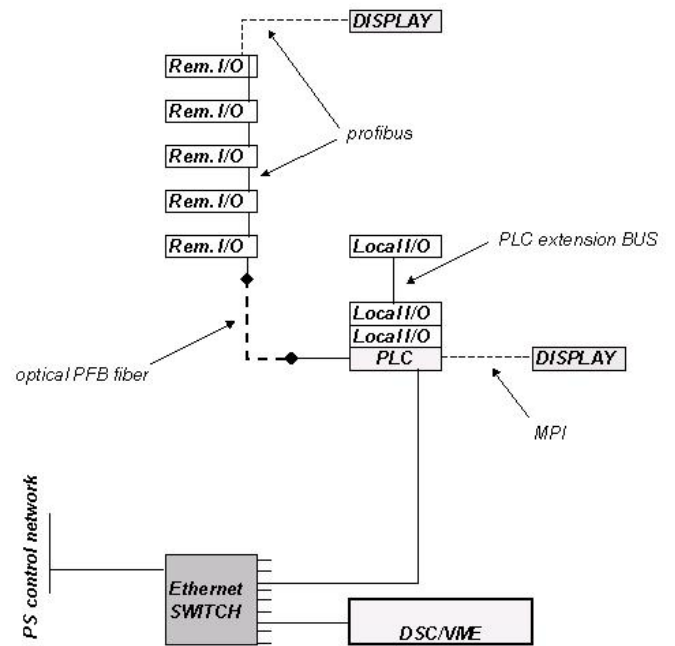 DISPLAY
Rem. I/O
Rem. I/O
profibus
Rem. I/O
Rem. I/O
Rem. I/O
Local I/O
PLC extension BUS
Local I/O
Local I/O
PLC
DISPLAY
optical PFB fiber
MPI
PS control network
Ethernet
SWITCH
DSC/VME